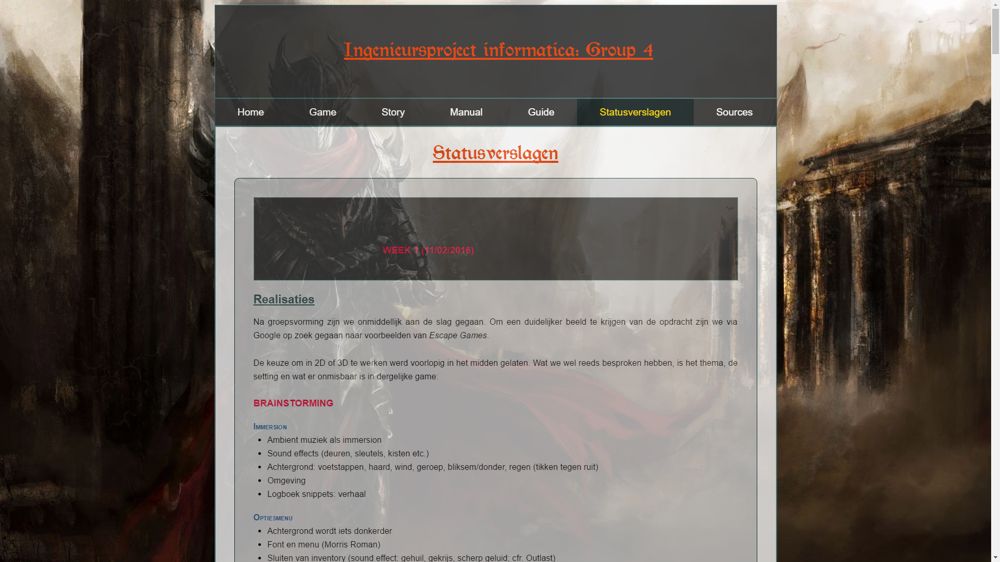 Ingenieursproject informatica: Group 4
Home Game Story Manual Guide Statusverslagen Sources
Statusverslagen
WEEK 1 (11/02/2016)
Realisaties
Na groepsvorming zijn we onmiddellijk aan de slag gegaan. Om een duidelijker beeld te krijgen van de opdracht zijn we via
Google op zoek gegaan naar voorbeelden van Escape Games.
De keuze om in 2D of 3D te werken werd voorlopig in het midden gelaten. Wat we wel reeds besproken hebben, is het thema, de
setting en wat er onmisbaar is in dergelijke game:
BRAINSTORMING
Immersion
• Ambient muziek als immersion
• Sound effects (deuren, sleutels, kisten etc.)
• Achtergrond: voetstappen, haard, wind, geroep, bliksem/donder, regen (tikken tegen ruit)
• Omgeving
• Logboek snippets: verhaal
Optiesmenu
• Achtergrond wordt iets donkerder
• Font en menu (Morris Roman)
• Sluiten van inventory (sound effect: gehuil, gekrijs, scherp geluid; cfr. Outlast)